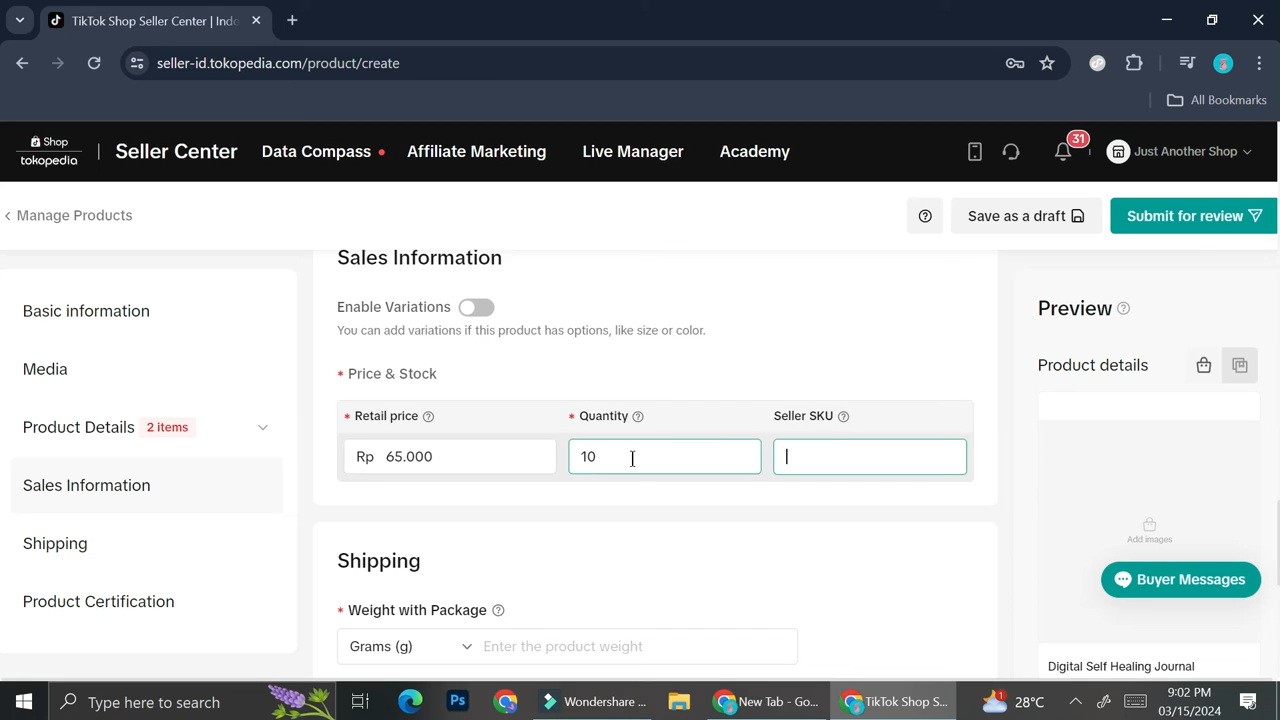 TikTok Shop Seller Center | Indo
seller-id.tokopedia.com/product/create
All Bookmarks
Shop
tokopedia
Seller Center
Data Compass
Affiliate Marketing
Live Manager
Academy
31
Just Another Shop
Manage Products
Save as a draft
Submit for review
Basic information
Media
Product Details
2 items
Sales Information
Shipping
Product Certification
Sales Information
Enable Variations
You can add variations if this product has options, like size or color.
* Price & Stock
* Retail price
* Quantity
Seller SKU
Rp 65.000
10
Shipping
* Weight with Package
Grams (g)
Enter the product weight
Preview
Product details
Add images
Buyer Messages
Digital Self Healing Journal
Type here to search
Ps
Wondershare ...
New Tab - Go...
TikTok Shop S...
1
28°C
9:02 PM
03/15/2024